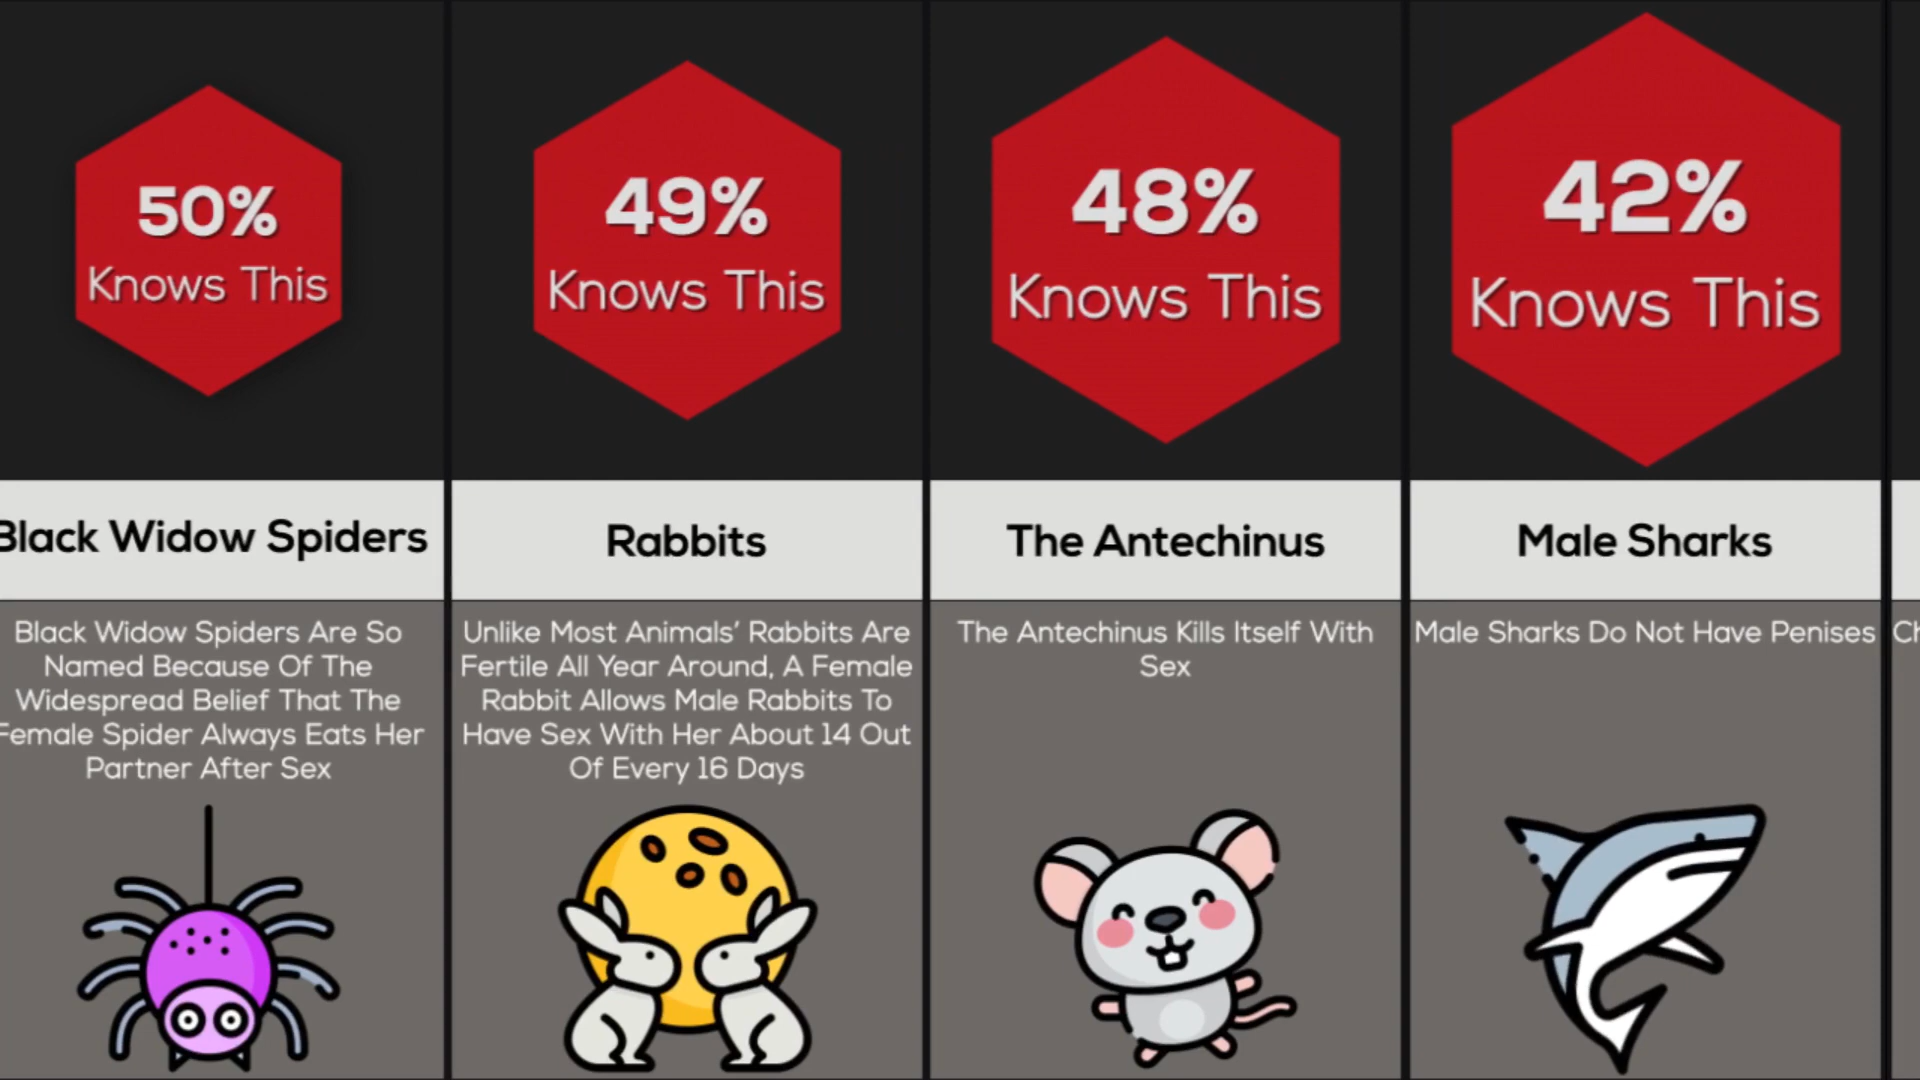 50%
Knows This
49%
Knows This
48%
Knows This
42%
Knows This
Black Widow Spiders
Rabbits
The Antechinus
Male Sharks
Black Widow Spiders Are So
Named Because Of The
Widespread Belief That The
Female Spider Always Eats Her
Partner After Sex
Unlike Most Animals' Rabbits Are
Fertile All Year Around, A Female
Rabbit Allows Male Rabbits To
Have Sex With Her About 14 Out
Of Every 16 Days
The Antechinus Kills Itself With
Sex
Male Sharks Do Not Have Penises